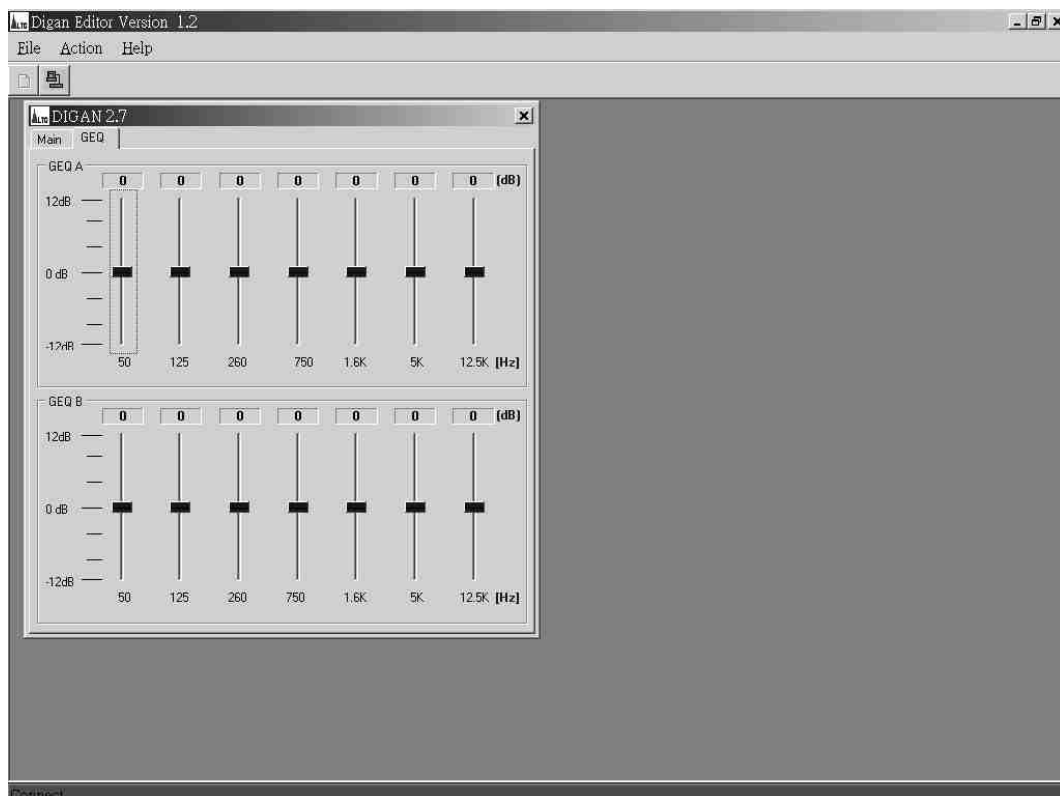 ALTO Digan Editor Version 1.2
File Action Help
ALTO DIGAN 2.7
Main GEQ
GEQ A
0 0 0 0 0 0 0 (dB)
12dB
0 dB
-12dB
50 125 260 750 1.6K 5K 12.5K [Hz]
GEQ B
0 0 0 0 0 0 0 (dB)
12dB
0 dB
-12dB
50 125 260 750 1.6K 5K 12.5K [Hz]
Connect